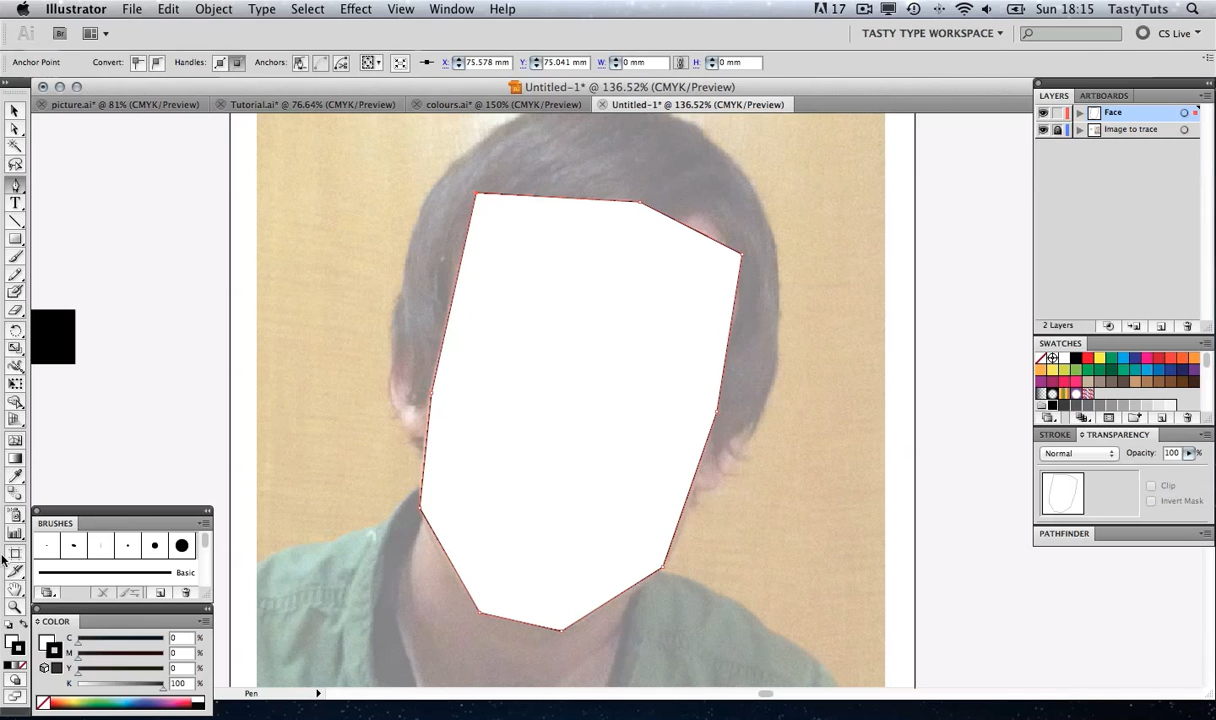 Illustrator File Edit Object Type Select Effect View Window Help 17 Sun 18:15 TastyTuts
Ai Br TASTY TYPE WORKSPACE CS Live
Anchor Point Convert: Handles: Anchors: X: 75.578 mm Y: 75.041 mm W: 0 mm H: 0 mm
Untitled-1* @ 136.52% (CMYK/Preview)
picture.ai* @ 81% (CMYK/Preview) Tutorial.ai* @ 76.64% (CMYK/Preview) colours.ai* @ 150% (CMYK/Preview) Untitled-1* @ 136.52% (CMYK/Preview)
LAYERS ARTBOARDS
Face
Image to trace
2 Layers
SWATCHES
STROKE TRANSPARENCY
Normal Opacity: 100 %
Clip
Invert Mask
PATHFINDER
BRUSHES
Basic
COLOR
C 0 %
M 0 %
Y 0 %
K 100 %
Pen